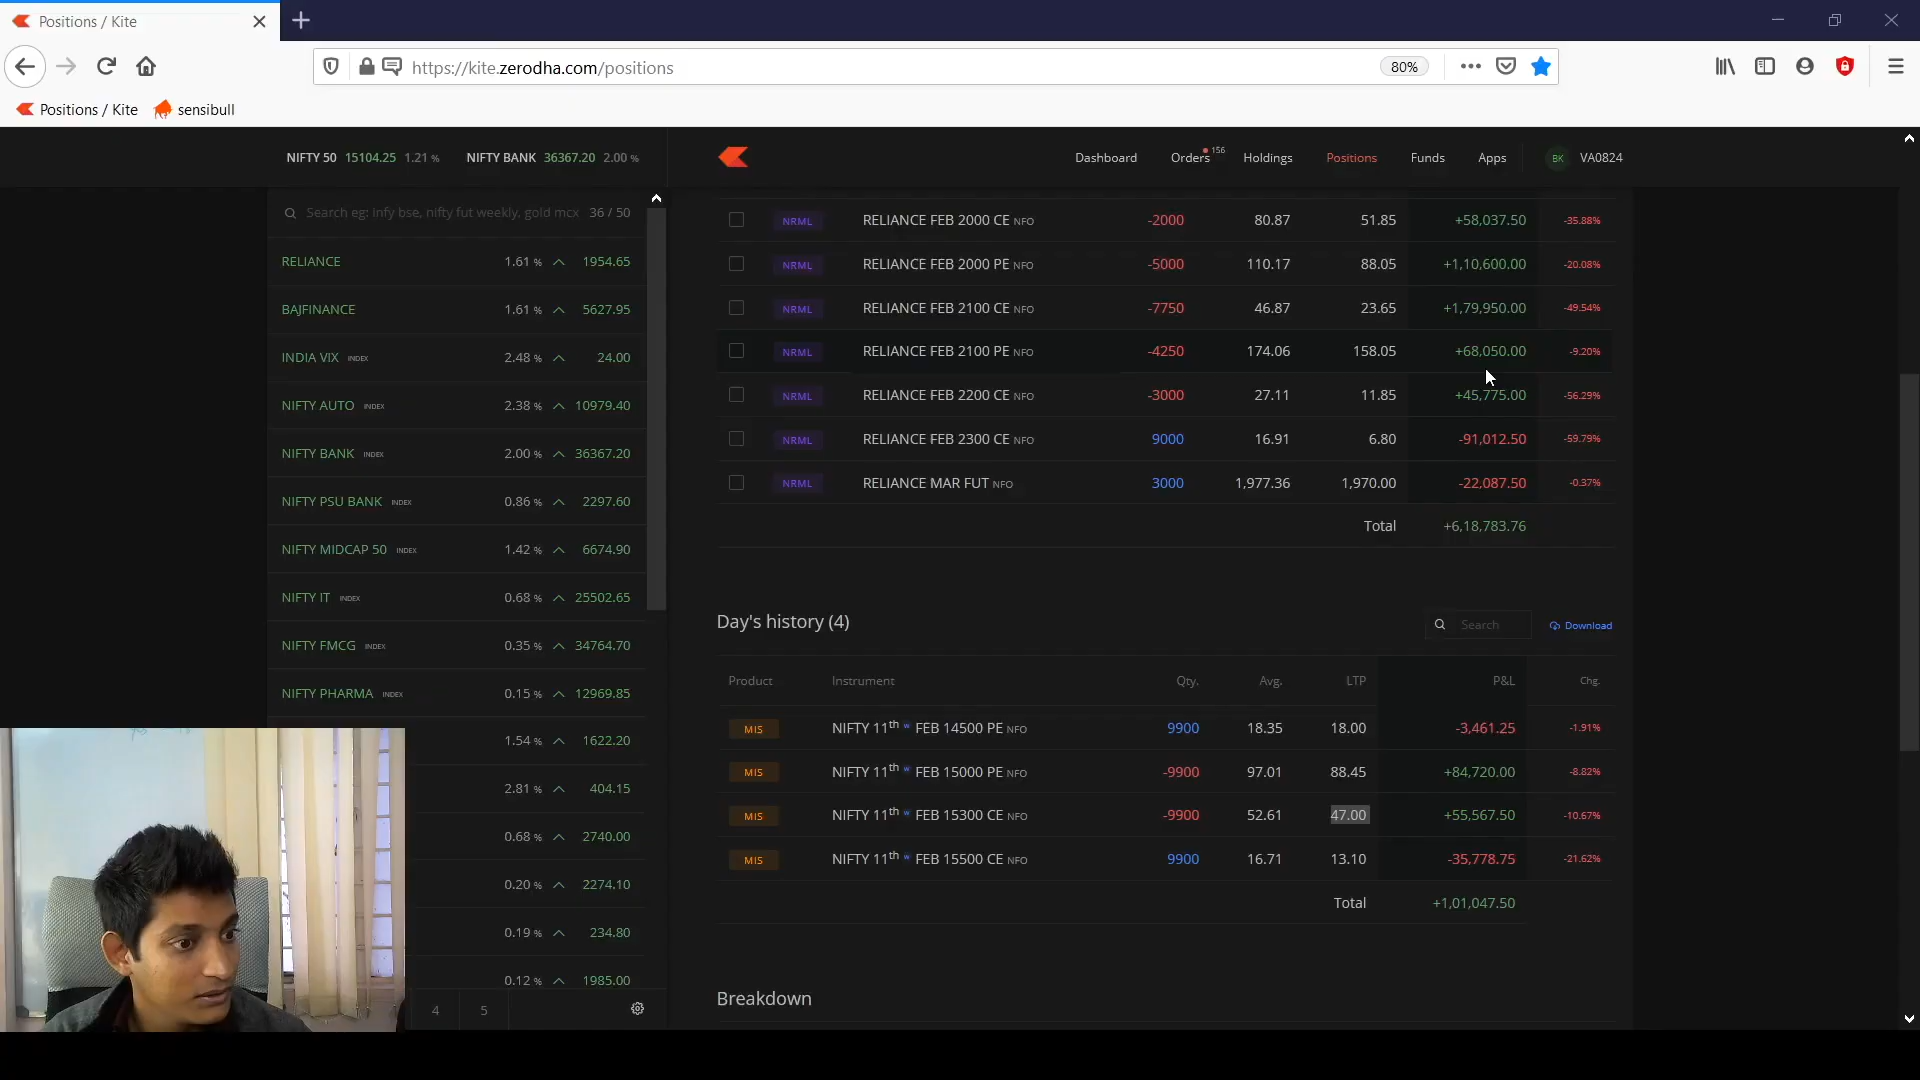 Positions / Kite
https://kite.zerodha.com/positions 80%
Positions / Kite sensibull
NIFTY 50 15104.25 1.21 % NIFTY BANK 36367.20 2.00 %
Dashboard Orders 156 Holdings Positions Funds Apps BK VA0824
Search eg: infy bse, nifty fut weekly, gold mcx 36 / 50
RELIANCE 1.61 % 1954.65
BAJFINANCE 1.61 % 5627.95
INDIA VIX INDEX 2.48 % 24.00
NIFTY AUTO INDEX 2.38 % 10979.40
NIFTY BANK INDEX 2.00 % 36367.20
NIFTY PSU BANK INDEX 0.86 % 2297.60
NIFTY MIDCAP 50 INDEX 1.42 % 6674.90
NIFTY IT INDEX 0.68 % 25502.65
NIFTY FMCG INDEX 0.35 % 34764.70
NIFTY PHARMA INDEX 0.15 % 12969.85
1.54 % 1622.20
2.81 % 404.15
0.68 % 2740.00
0.20 % 2274.10
0.19 % 234.80
0.12 % 1985.00
4 5
NRML RELIANCE FEB 2000 CE NFO -2000 80.87 51.85 +58,037.50 -35.88%
NRML RELIANCE FEB 2000 PE NFO -5000 110.17 88.05 +1,10,600.00 -20.08%
NRML RELIANCE FEB 2100 CE NFO -7750 46.87 23.65 +1,79,950.00 -49.54%
NRML RELIANCE FEB 2100 PE NFO -4250 174.06 158.05 +68,050.00 -9.20%
NRML RELIANCE FEB 2200 CE NFO -3000 27.11 11.85 +45,775.00 -56.29%
NRML RELIANCE FEB 2300 CE NFO 9000 16.91 6.80 -91,012.50 -59.79%
NRML RELIANCE MAR FUT NFO 3000 1,977.36 1,970.00 -22,087.50 -0.37%
Total +6,18,783.76
Day's history (4) Search Download
Product Instrument Qty. Avg. LTP P&L Chg.
MIS NIFTY 11th w FEB 14500 PE NFO 9900 18.35 18.00 -3,461.25 -1.91%
MIS NIFTY 11th w FEB 15000 PE NFO -9900 97.01 88.45 +84,720.00 -8.82%
MIS NIFTY 11th w FEB 15300 CE NFO -9900 52.61 47.00 +55,567.50 -10.67%
MIS NIFTY 11th w FEB 15500 CE NFO 9900 16.71 13.10 -35,778.75 -21.62%
Total +1,01,047.50
Breakdown